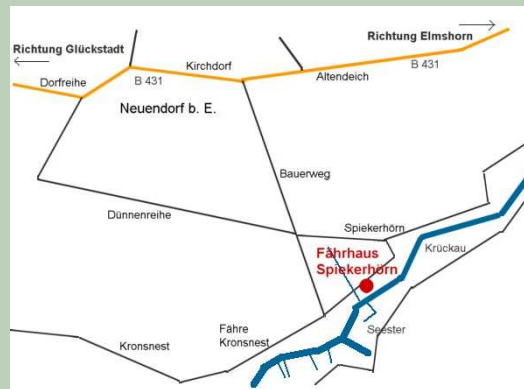 Richtung Elmshorn
Richtung Glückstadt
Kirchdorf
B 431
Dorfreihe
B 431
Altendeich
Neuendorf b. E.
Bauerweg
Dünnenreihe
Spiekerhörn
Krückau
Fährhaus
Spiekerhörn
Seester
Fähre
Kronsnest
Kronsnest